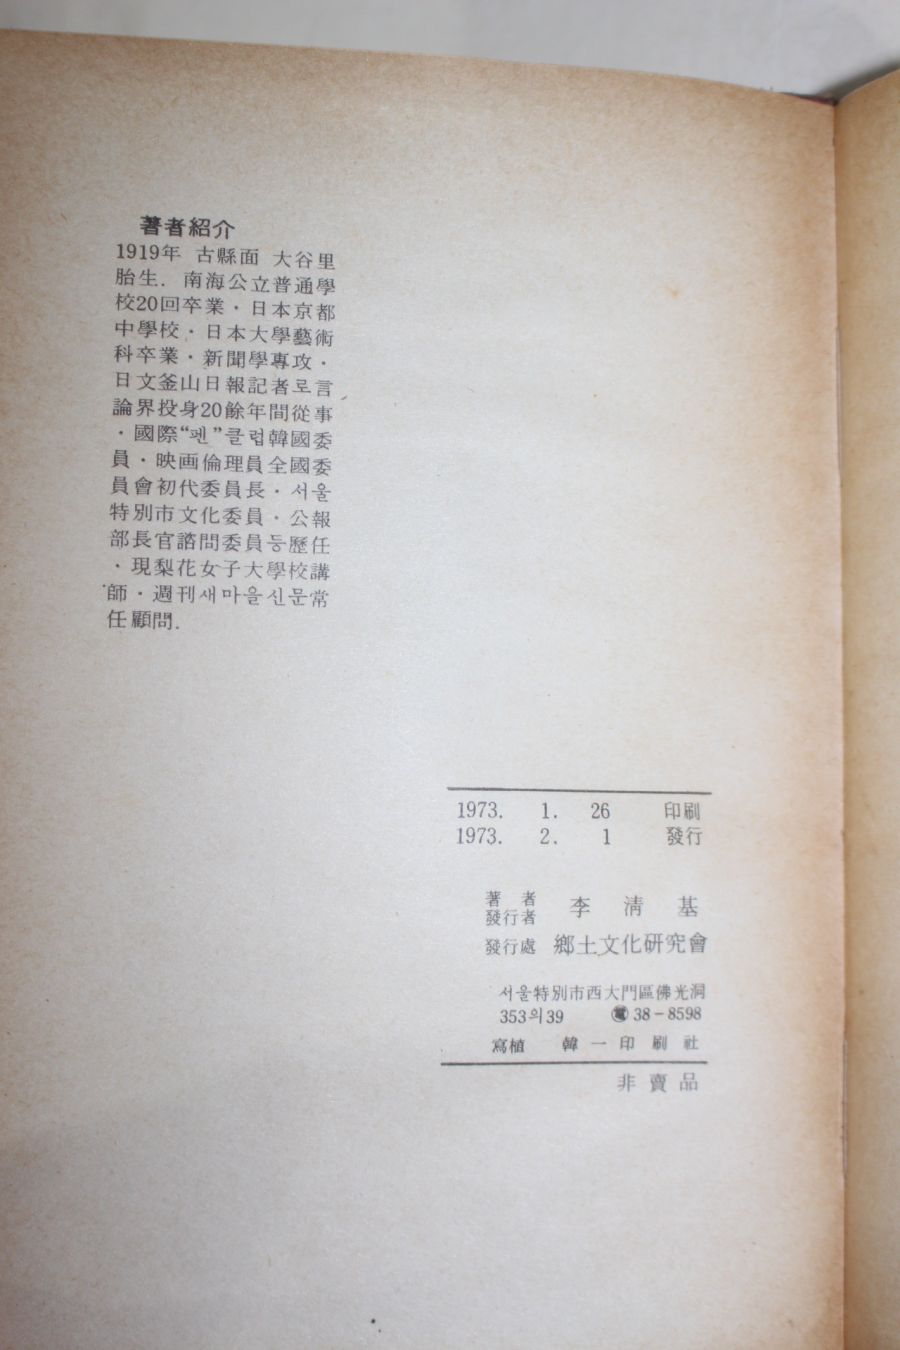 著者紹介
1919年 古縣面 大谷里
胎生. 南海公立普通學
校20回卒業·日本京都
中學校·日本大學藝術
科卒業·新聞學專攻·
日文釜山日報記者로言
論界投身20餘年間從事
·國際“펜”클럽韓國委
員·映画倫理員全國委
員會初代委員長·서울
特別市文化委員·公報
部長官諮問委員등歷任
·現梨花女子大學校講
師·週刊새마을신문常
任顧問.
1973. 1. 26 印刷
1973. 2. 1 發行
著者
發行者 李淸基
發行處 鄕土文化研究會
서울特別市西大門區佛光洞
353의39 ㊩38-8598
寫植 韓一印刷社
非賣品